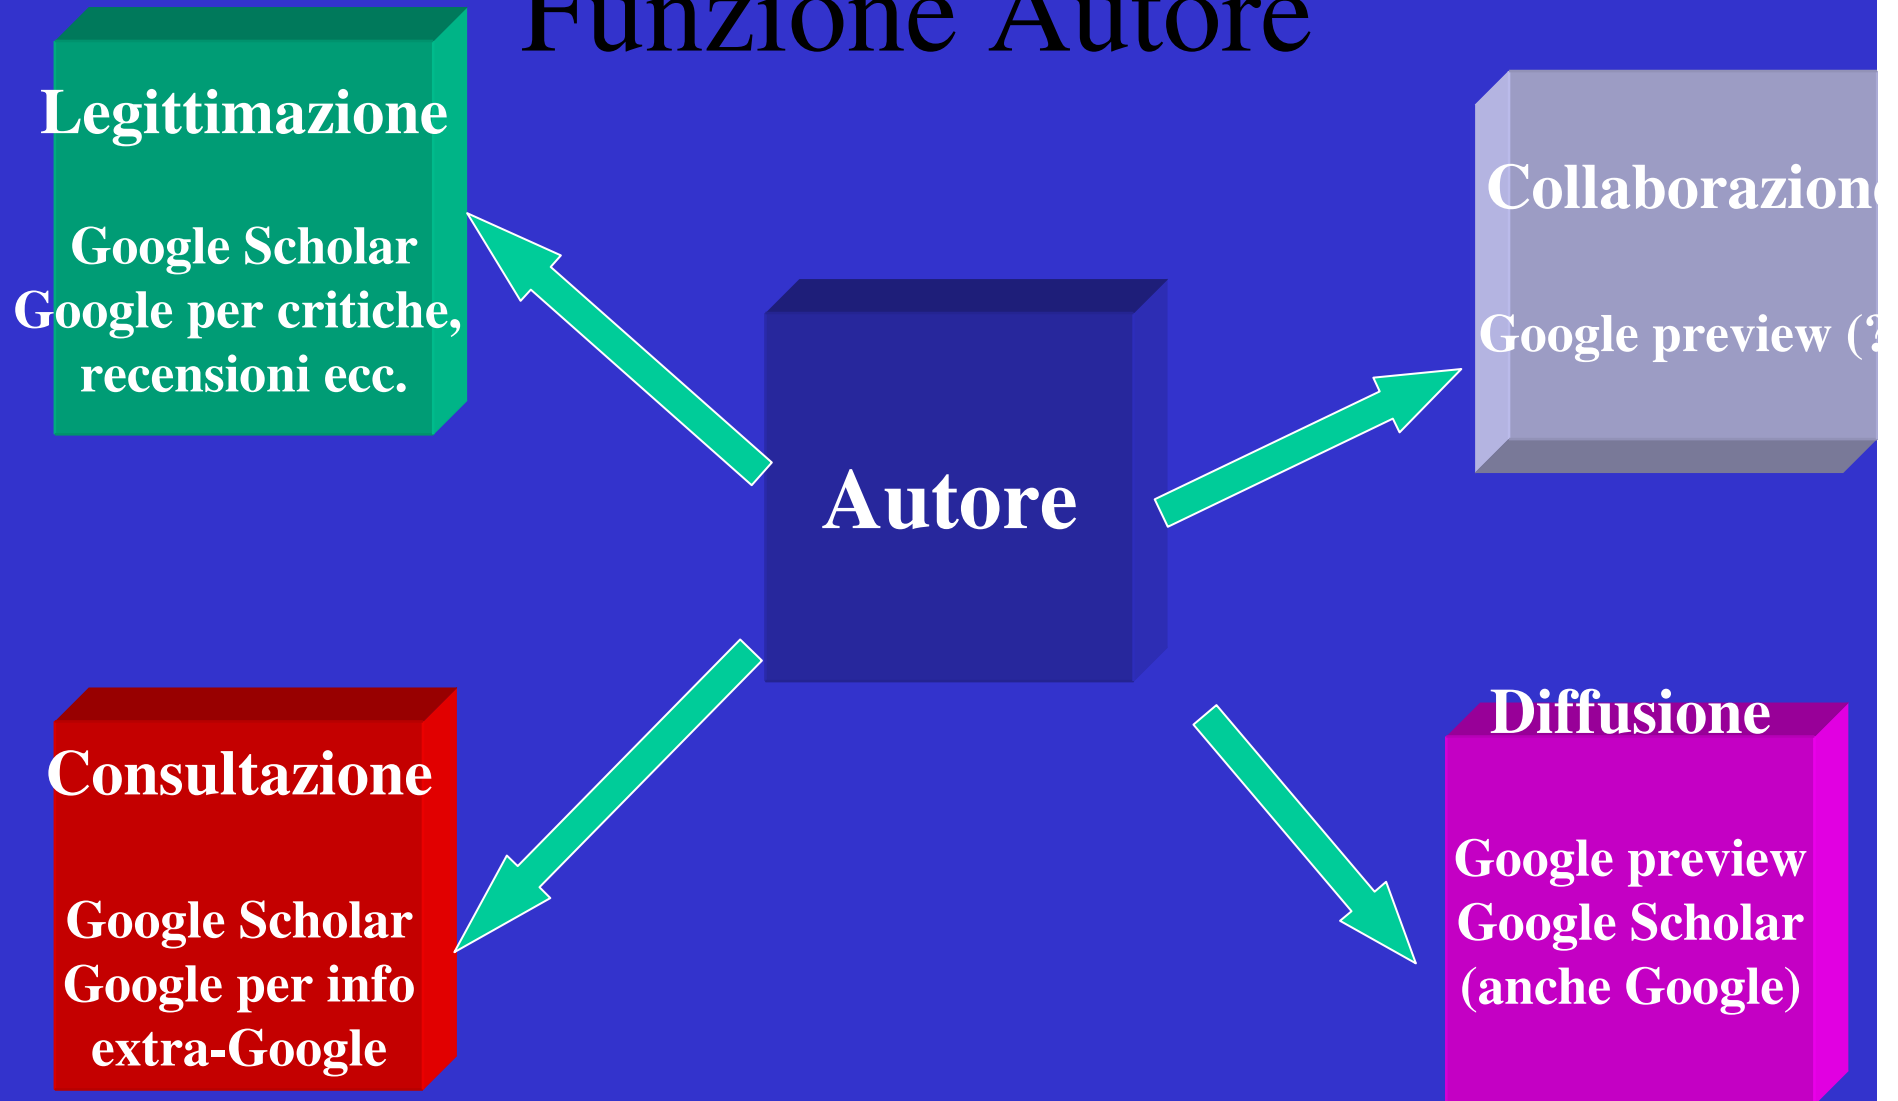 Funzione Autore
Legittimazione
Google Scholar
Google per critiche,
recensioni ecc.
Collaborazione
Google preview (?
Autore
Consultazione
Google Scholar
Google per info
extra-Google
Diffusione
Google preview
Google Scholar
(anche Google)